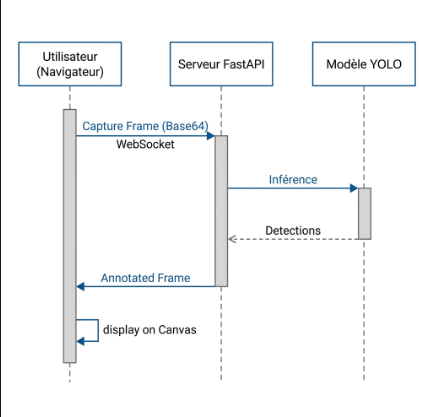 Utilisateur
(Navigateur)
Serveur FastAPI
Modèle YOLO
Capture Frame (Base64)
WebSocket
Inférence
Detections
Annotated Frame
display on Canvas